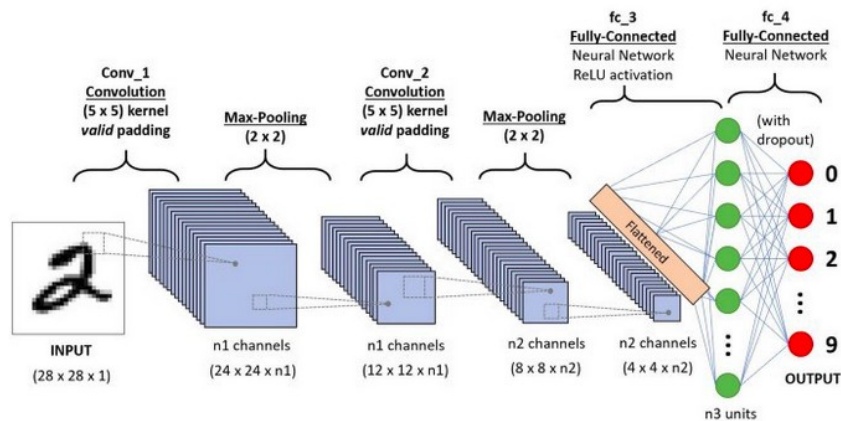 fc_3
Fully-Connected
Neural Network
ReLU activation
fc_4
Fully-Connected
Neural Network
Conv_1
Convolution
(5 x 5) kernel
valid padding
Max-Pooling
(2 x 2)
Conv_2
Convolution
(5 x 5) kernel
valid padding
Max-Pooling
(2 x 2)
(with
dropout)
Flattened
0
1
2
9
INPUT
(28 x 28 x 1)
n1 channels
(24 x 24 x n1)
n1 channels
(12 x 12 x n1)
n2 channels
(8 x 8 x n2)
n2 channels
(4 x 4 x n2)
OUTPUT
n3 units